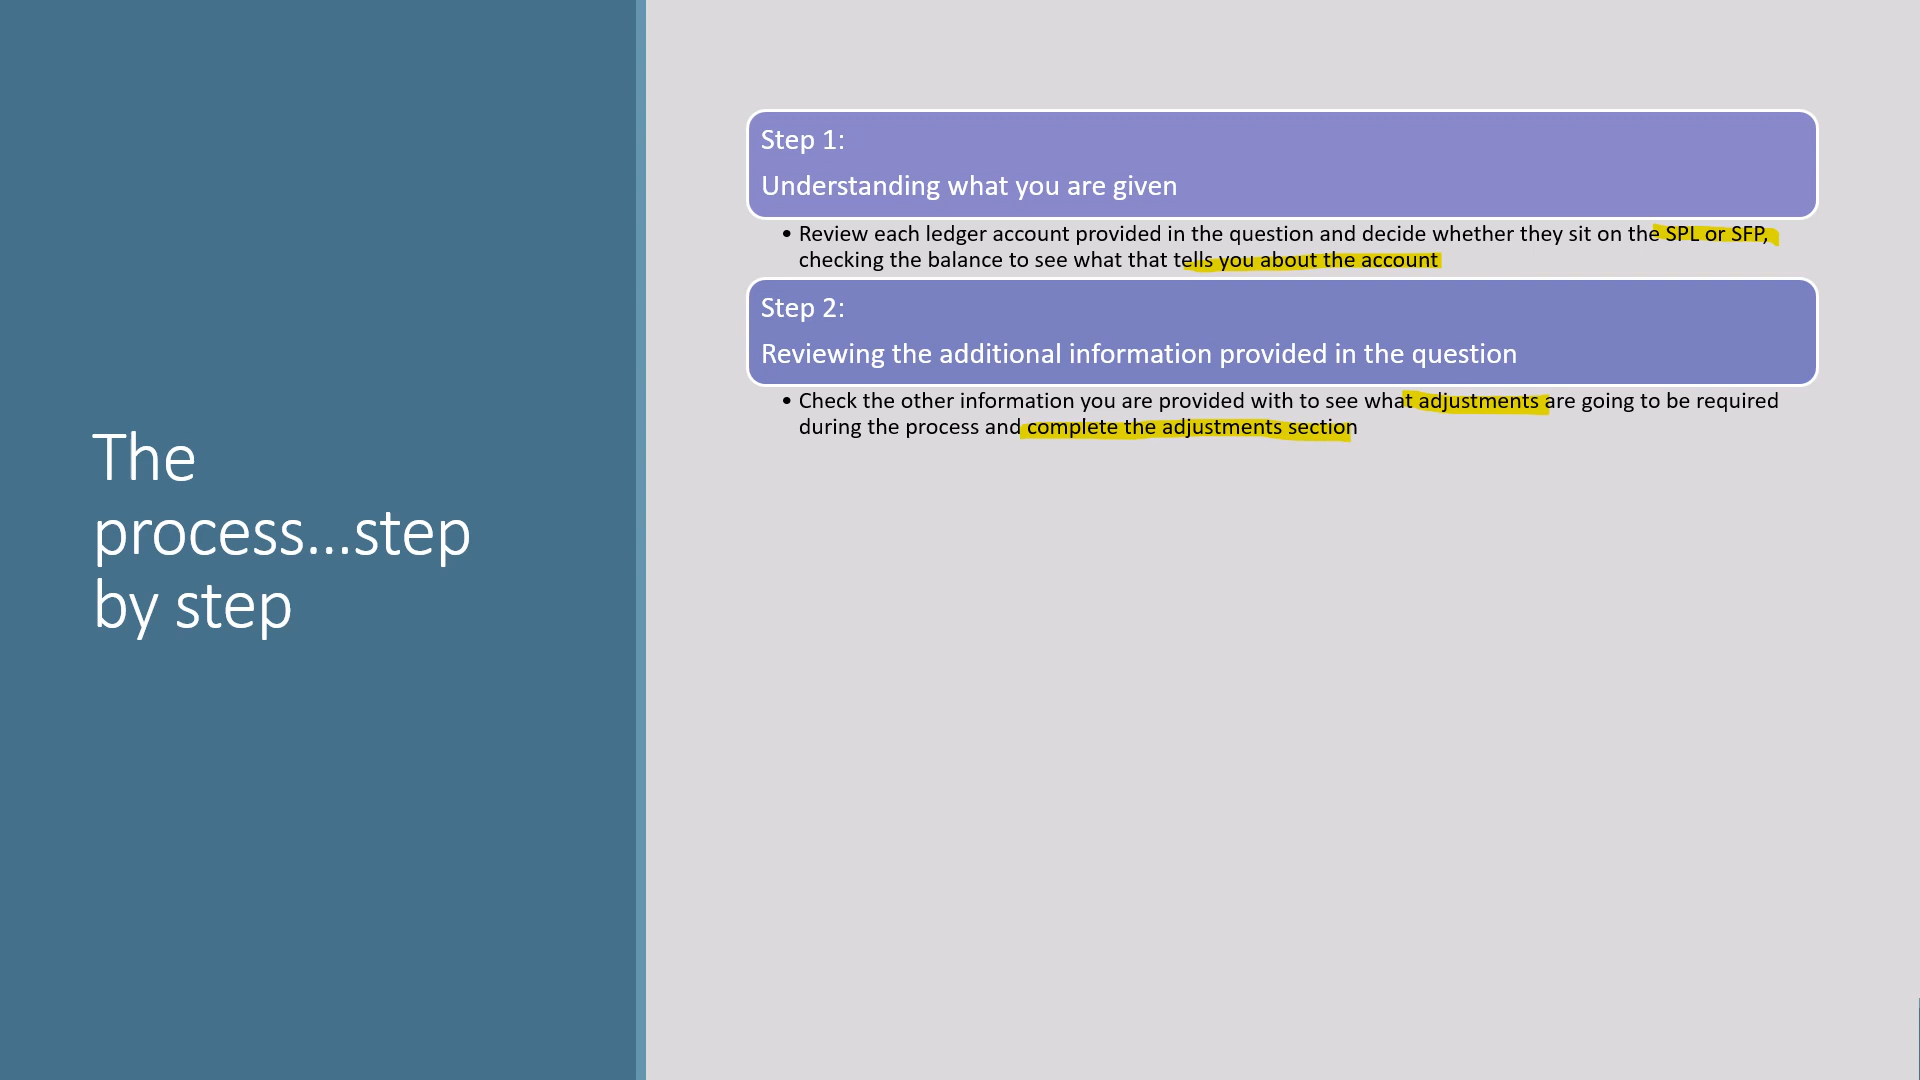 The
process...step
by step
Step 1:
Understanding what you are given
• Review each ledger account provided in the question and decide whether they sit on the SPL or SFP,
checking the balance to see what that tells you about the account
Step 2:
Reviewing the additional information provided in the question
• Check the other information you are provided with to see what adjustments are going to be required
during the process and complete the adjustments section